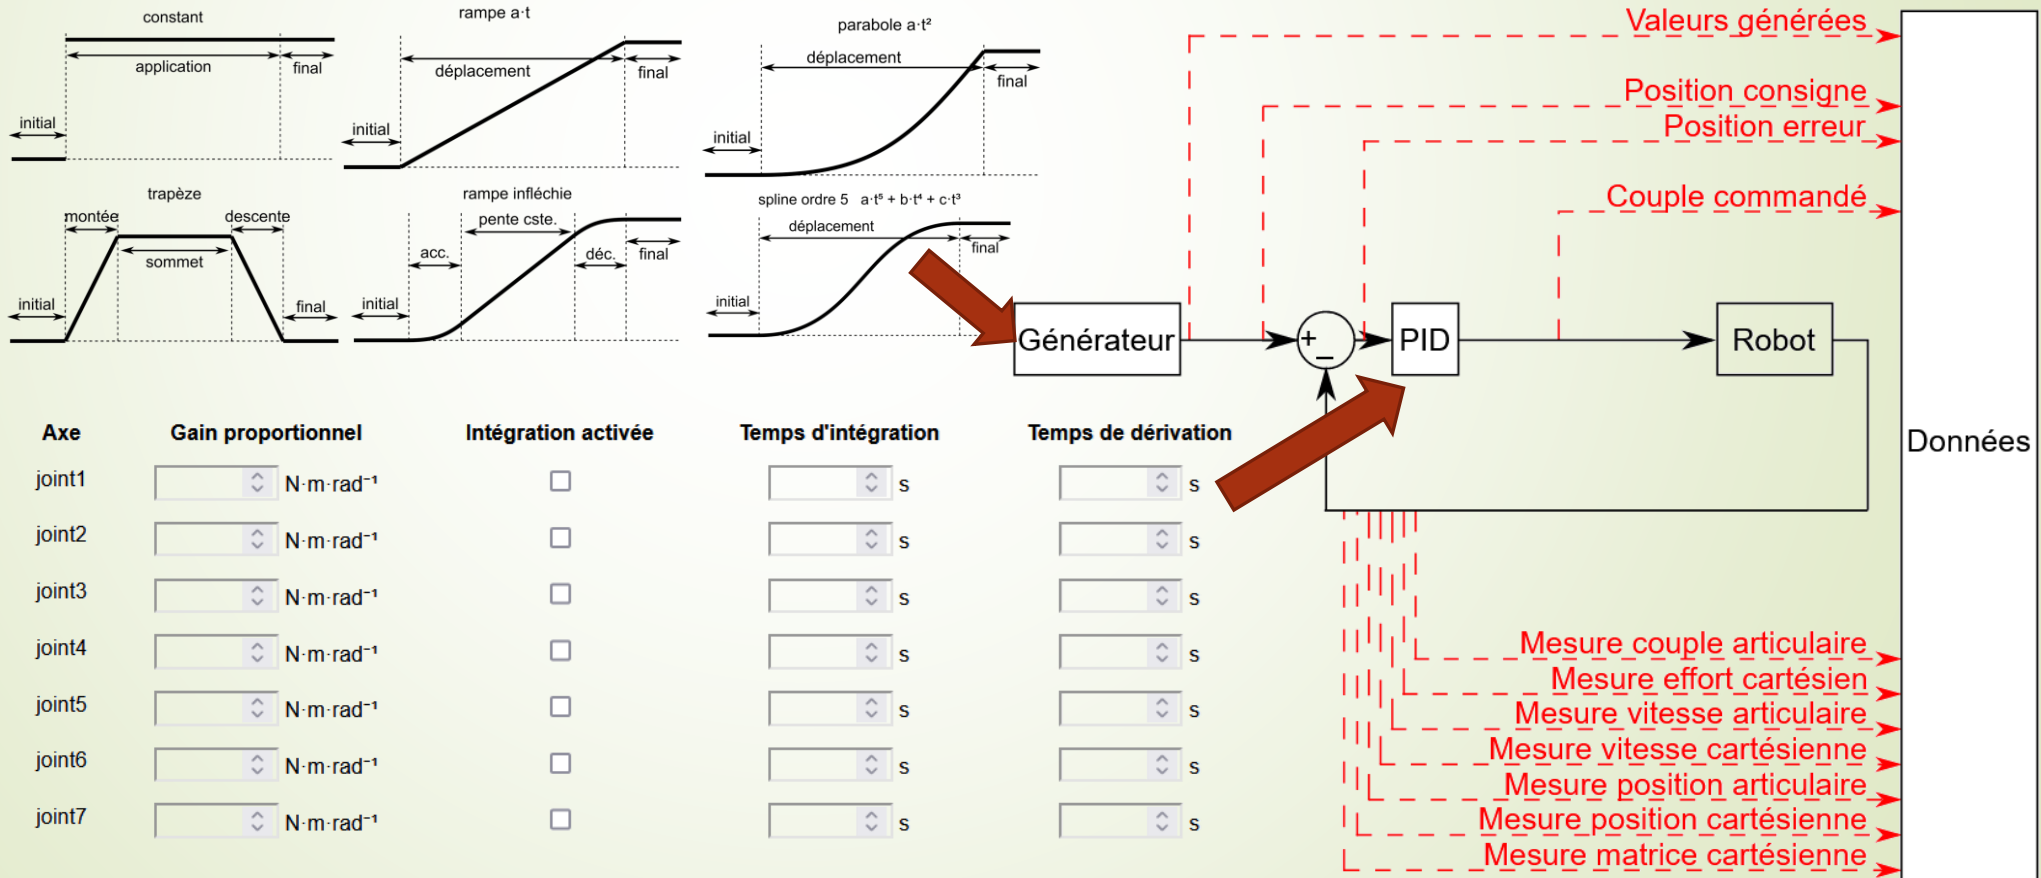 constant
application
final
initial
rampe a·t
déplacement
final
initial
parabole a·t²
déplacement
final
initial
trapèze
montée
descente
sommet
initial
final
rampe infléchie
pente cste.
acc.
déc.
final
initial
spline ordre 5 a·t⁵ + b·t⁴ + c·t³
déplacement
final
initial
Valeurs générées
Position consigne
Position erreur
Couple commandé
Générateur
+
−
PID
Robot
Données
Axe Gain proportionnel Intégration activée Temps d'intégration Temps de dérivation
joint1 N·m·rad⁻¹ s s
joint2 N·m·rad⁻¹ s s
joint3 N·m·rad⁻¹ s s
joint4 N·m·rad⁻¹ s s
joint5 N·m·rad⁻¹ s s
joint6 N·m·rad⁻¹ s s
joint7 N·m·rad⁻¹ s s
Mesure couple articulaire
Mesure effort cartésien
Mesure vitesse articulaire
Mesure vitesse cartésienne
Mesure position articulaire
Mesure position cartésienne
Mesure matrice cartésienne